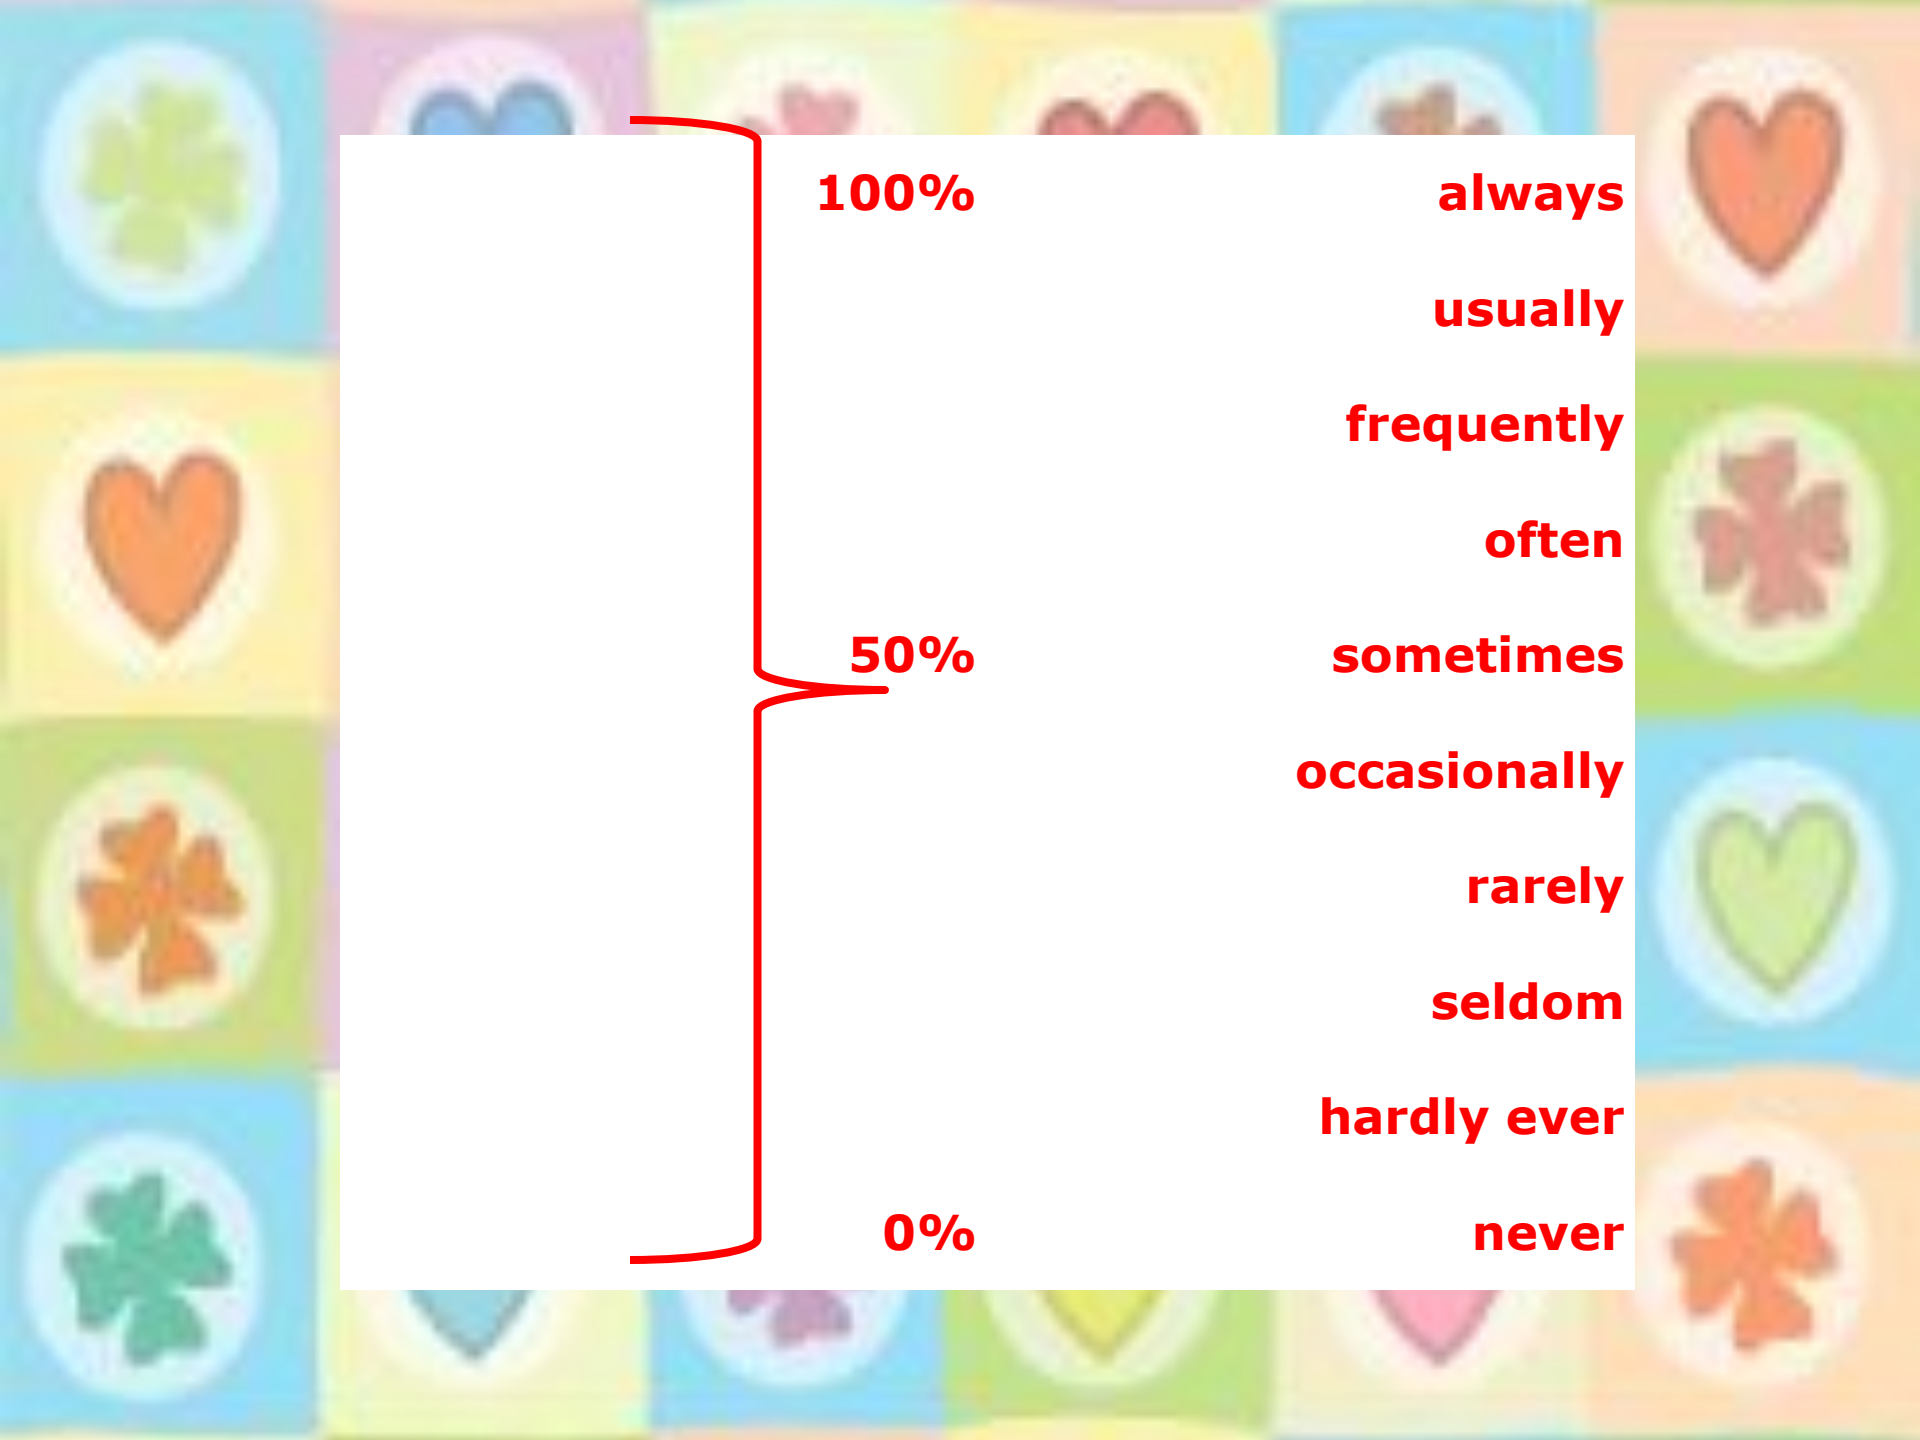 100% always
usually
frequently
often
50% sometimes
occasionally
rarely
seldom
hardly ever
0% never